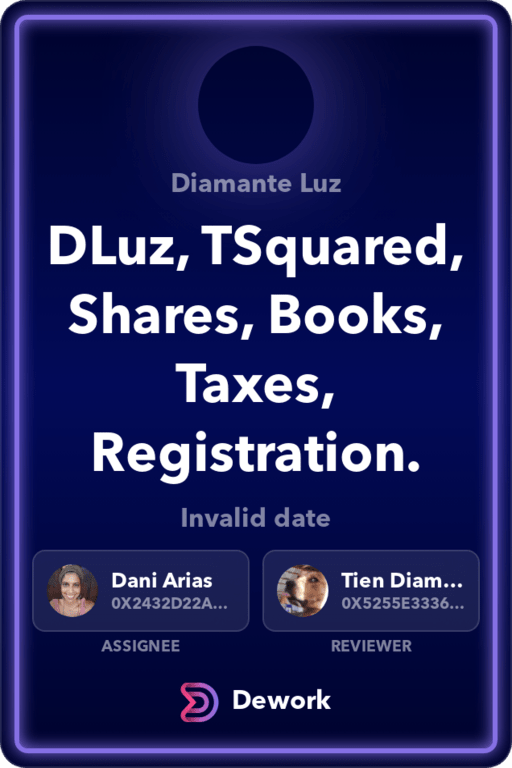 Diamante Luz
DLuz, TSquared,
Shares, Books,
Taxes,
Registration.
Invalid date
Dani Arias
0X2432D22A...
ASSIGNEE
Tien Diam...
0X5255E3336...
REVIEWER
Dework